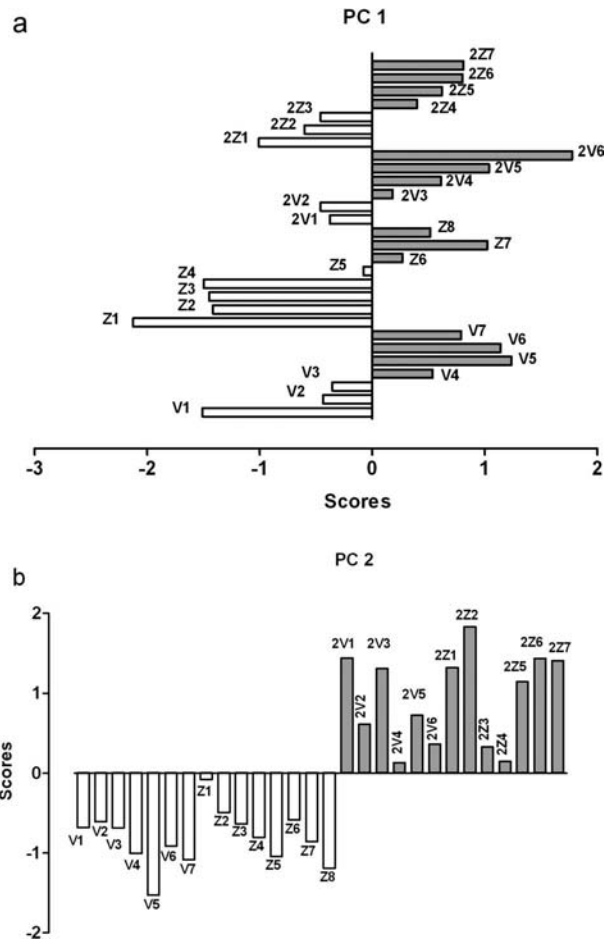 a
PC 1
2Z7
2Z6
2Z5
2Z4
2Z3
2Z2
2Z1
2V6
2V5
2V4
2V3
2V2
2V1
Z8
Z7
Z6
Z5
Z4
Z3
Z2
Z1
V7
V6
V5
V4
V3
V2
V1
-3 -2 -1 0 1 2
Scores
b
PC 2
Scores
2
1
0
-1
-2
2V1 2V2 2V3 2V4 2V5 2V6 2Z1 2Z2 2Z3 2Z4 2Z5 2Z6 2Z7
V1 V2 V3 V4 V5 V6 V7 Z1 Z2 Z3 Z4 Z5 Z6 Z7 Z8